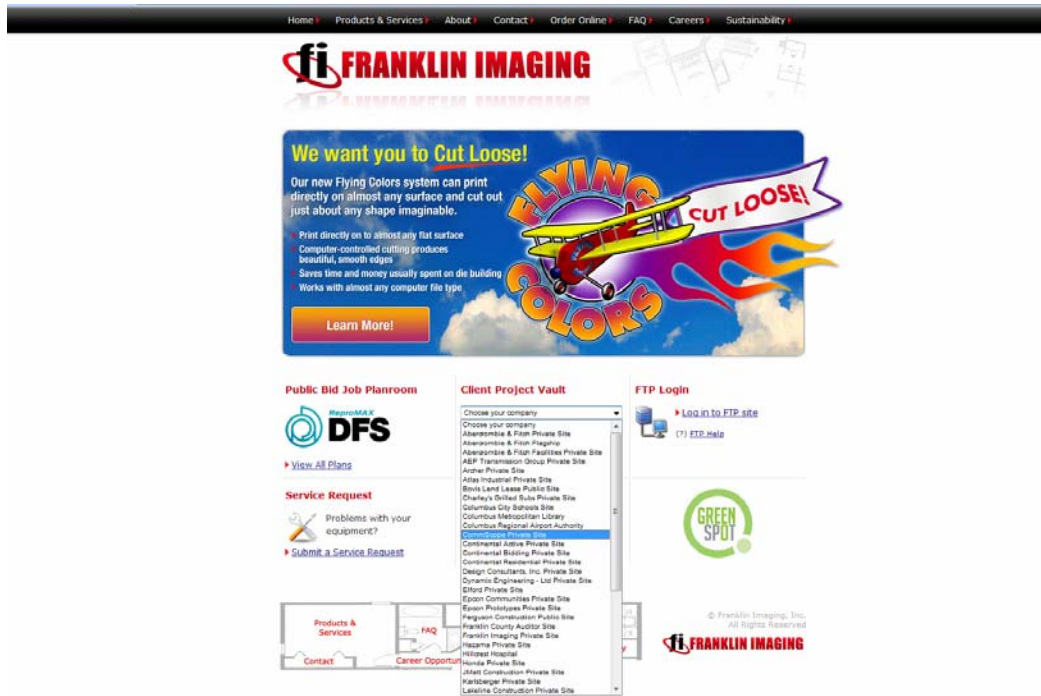 Home Products & Services About Contact Order Online FAQ Careers Sustainability
fi FRANKLIN IMAGING
We want you to Cut Loose!
Our new Flying Colors system can print
directly on almost any surface and cut out
just about any shape imaginable.
Print directly on to almost any flat surface
Computer-controlled cutting produces
beautiful, smooth edges
Saves time and money usually spent on die building
Works with almost any computer file type
Learn More!
FLYING
COLORS
CUT LOOSE!
Public Bid Job Planroom
ReproMAX
DFS
View All Plans
Client Project Vault
Choose your company
Choose your company
Abercrombie & Fitch Private Site
Abercrombie & Fitch Flagship
Abercrombie & Fitch Facilities Private Site
AEP Transmission Group Private Site
Archer Private Site
Atlas Industrial Private Site
Bovis Land Lease Public Site
Charley's Grilled Subs Private Site
Columbus City Schools Site
Columbus Metropolitan Library
Columbus Regional Airport Authority
CommScope Private Site
Continental Active Private Site
Continental Bidding Private Site
Continental Residential Private Site
Design Consultants, Inc. Private Site
Dynamix Engineering - Ltd Private Site
Elford Private Site
Epcon Communities Private Site
Epcon Prototypes Private Site
Ferguson Construction Public Site
Franklin County Auditor Site
Franklin Imaging Private Site
Hazama Private Site
Hillcrest Hospital
Honda Private Site
JMatt Construction Private Site
Karlsberger Private Site
Lakeline Construction Private Site
FTP Login
Log in to FTP site
(?) FTP Help
Service Request
Problems with your
equipment?
Submit a Service Request
GREEN
SPOT
Products &
Services
FAQ
Contact
Career Opportun
y
© Franklin Imaging, Inc.
All Rights Reserved
fi FRANKLIN IMAGING